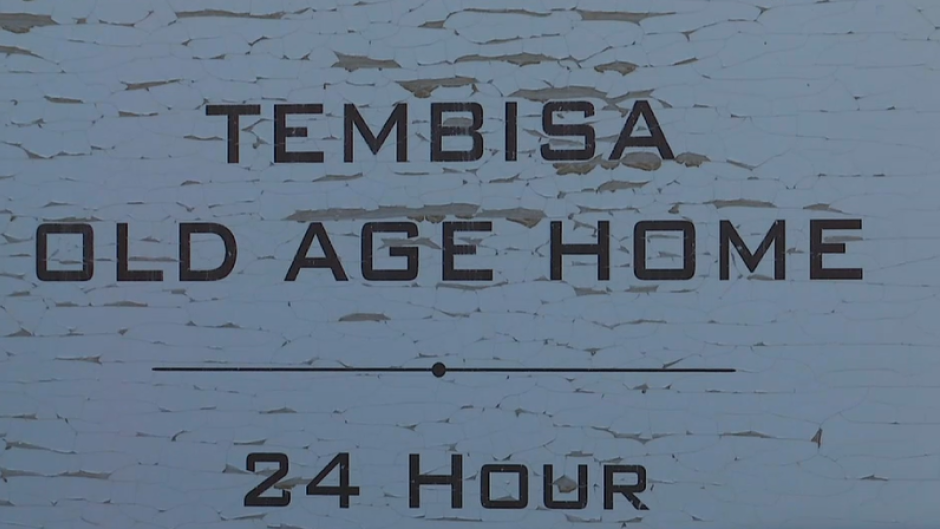 TEMBISA
OLD AGE HOME
24 HOUR